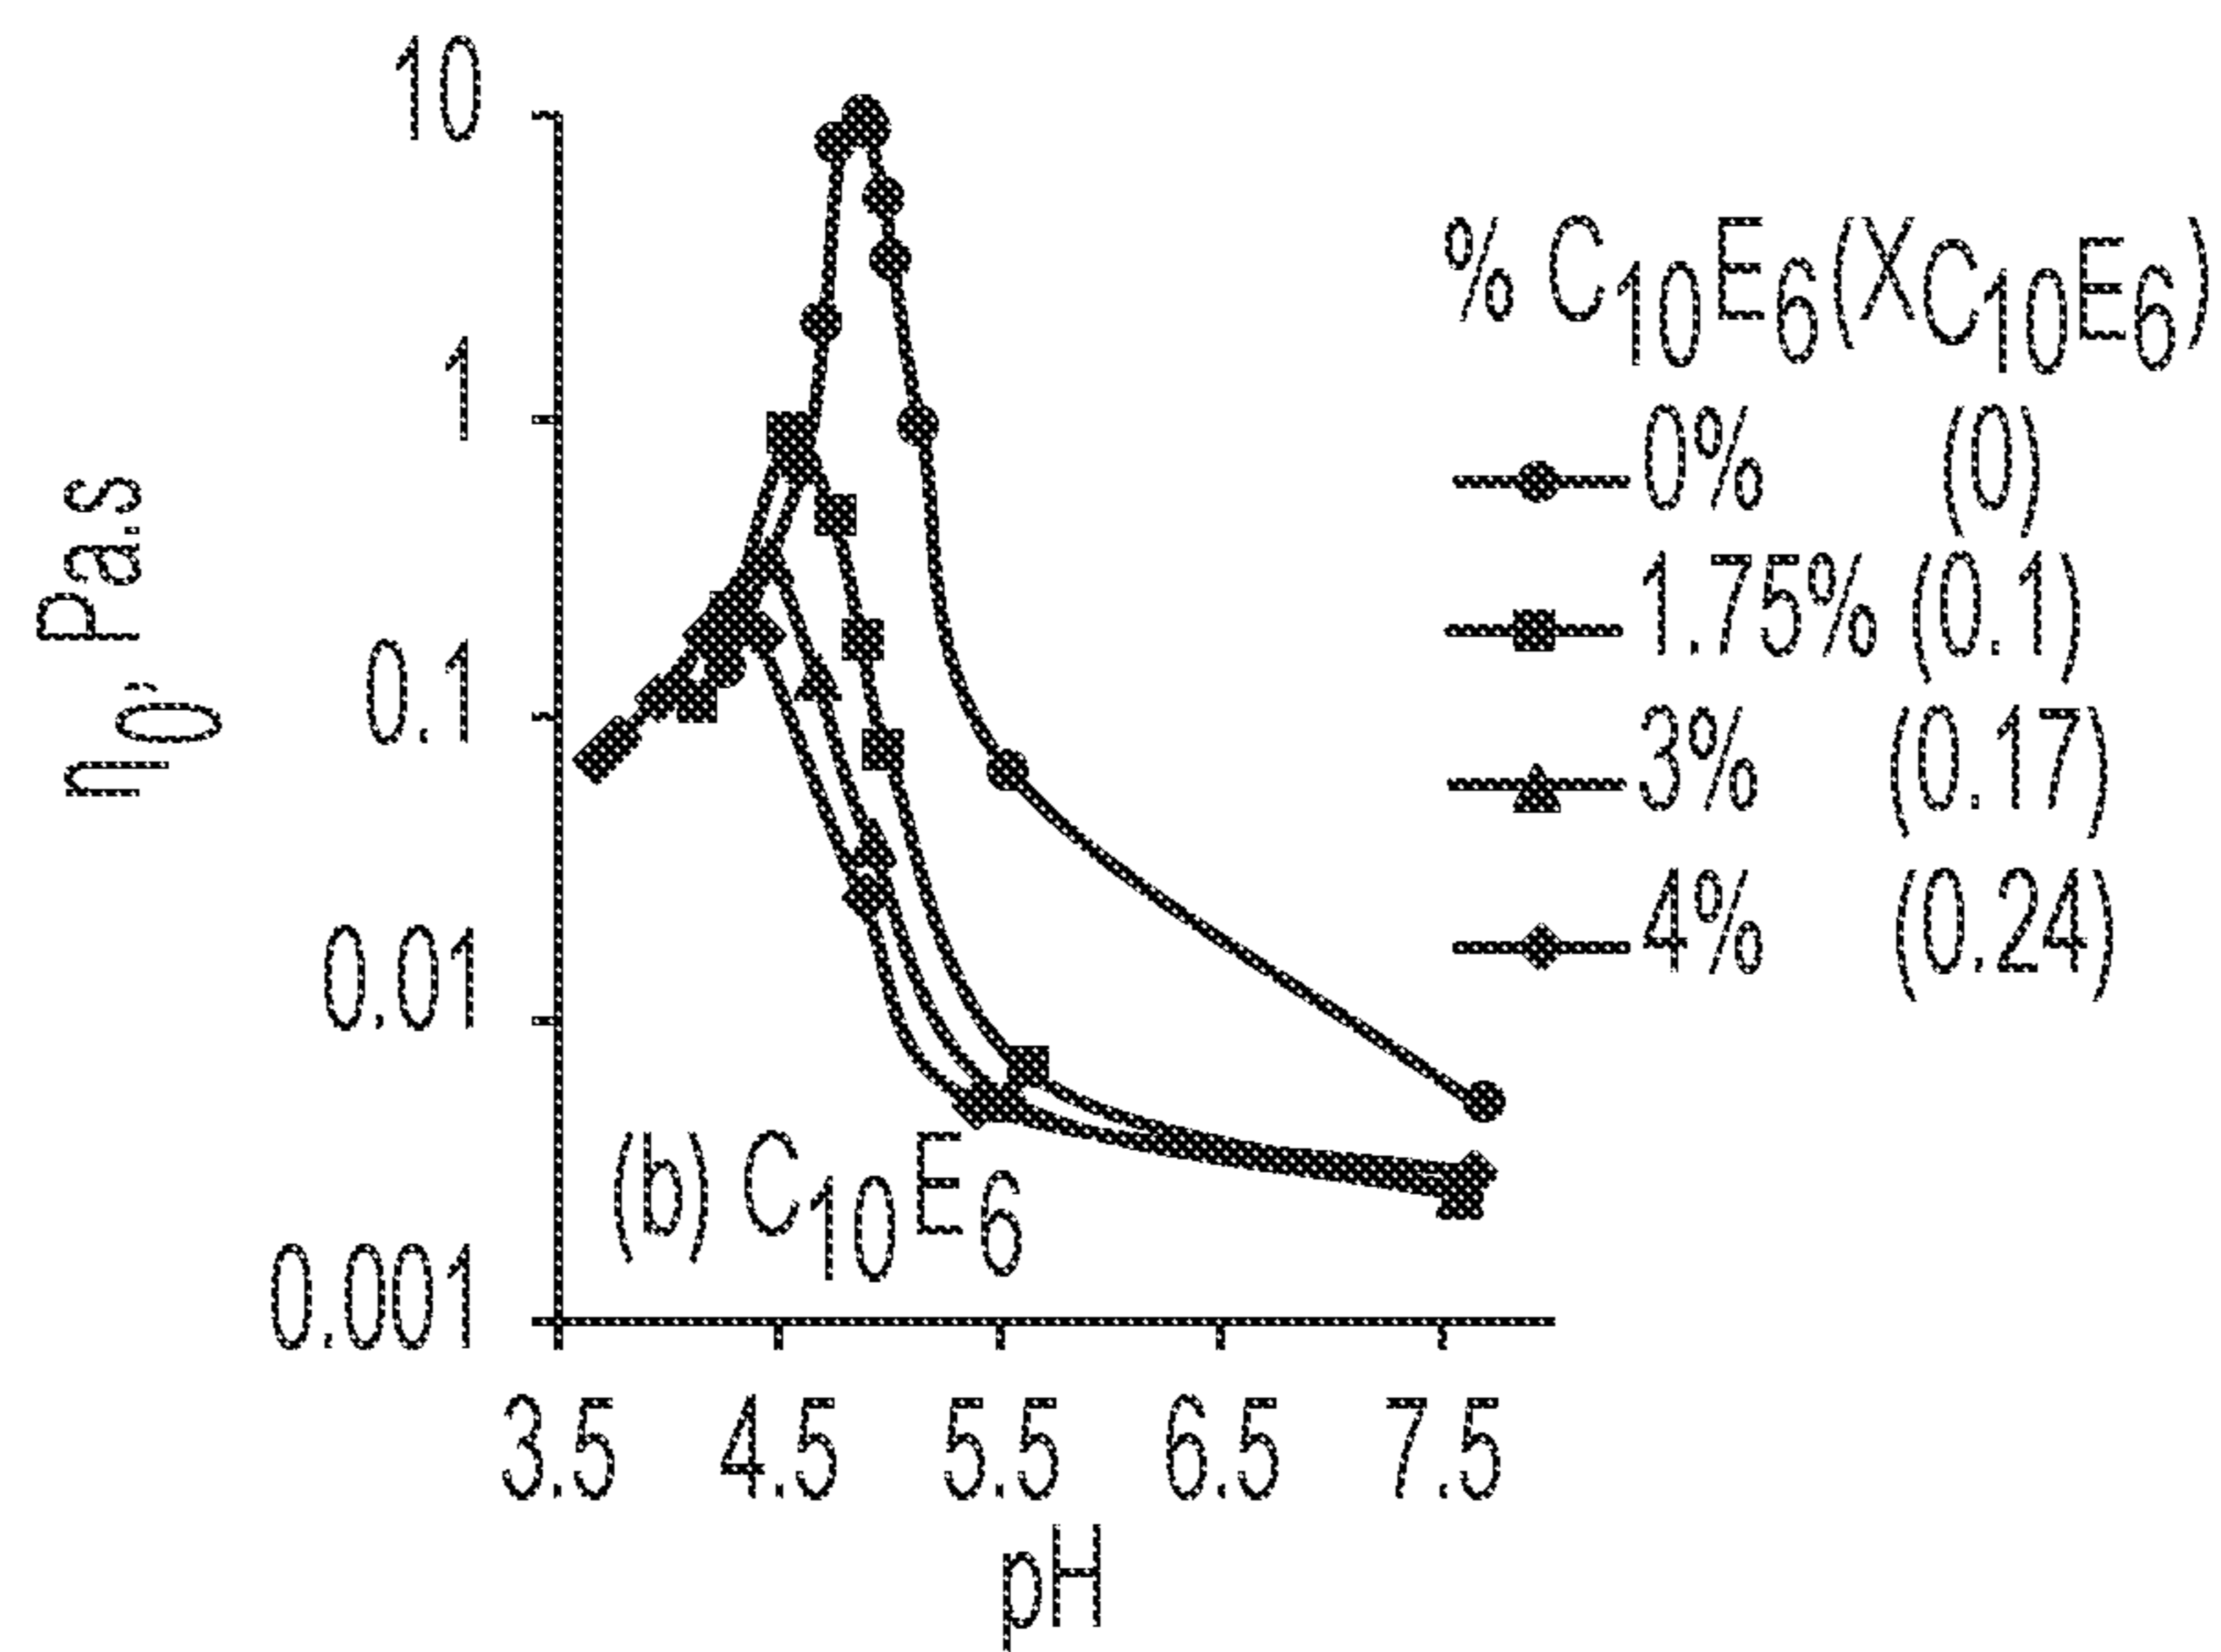 10
1
0.1
0.01
0.001
η0, Pa.s
3.5 4.5 5.5 6.5 7.5
pH
(b) C10E6
% C10E6(XC10E6)
0% (0)
1.75% (0.1)
3% (0.17)
4% (0.24)